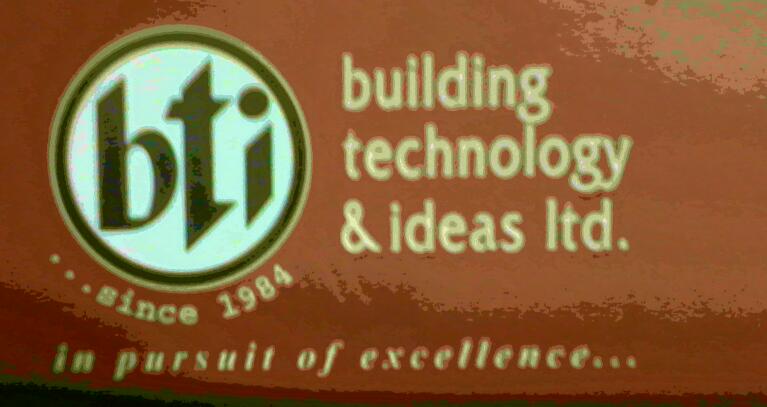 bti
building
technology
& ideas ltd.
...since 1984
in pursuit of excellence...